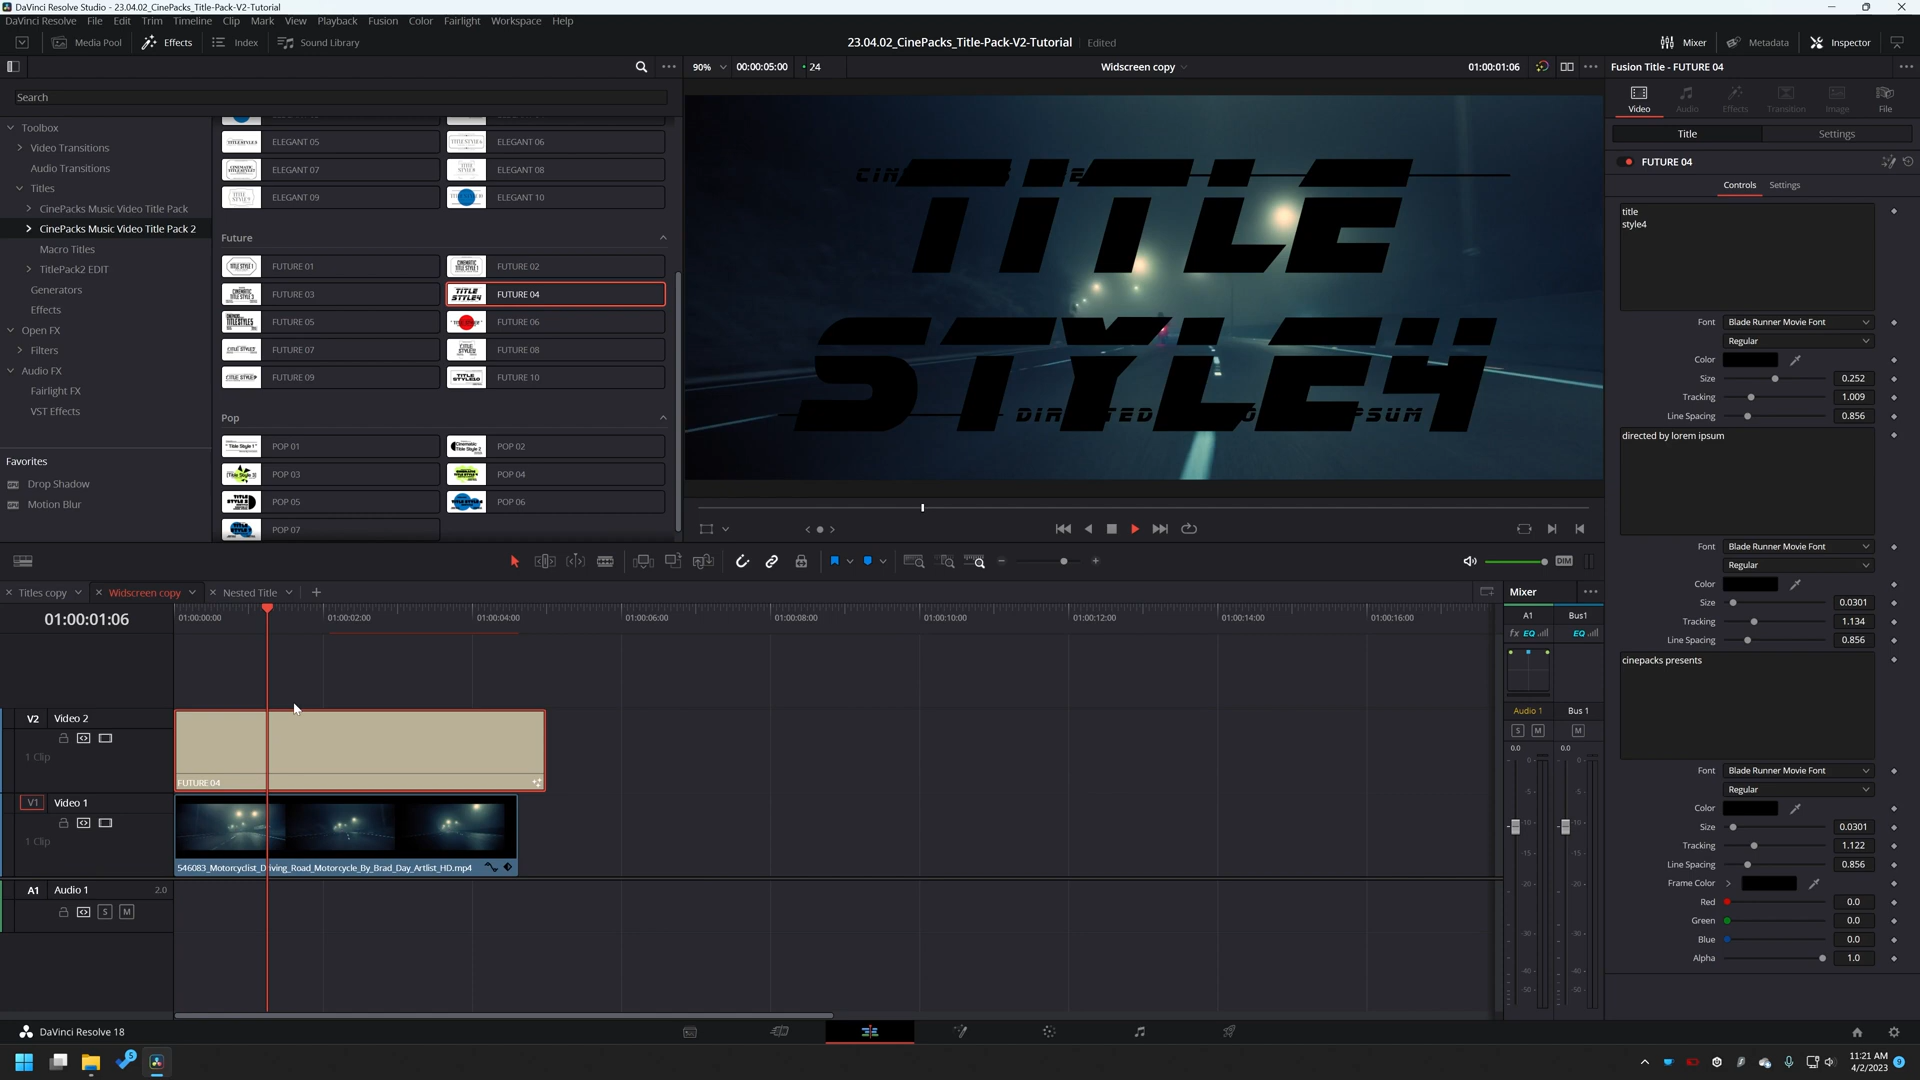 DaVinci Resolve Studio - 23.04.02_CinePacks_Title-Pack-V2-Tutorial
DaVinci Resolve File Edit Trim Timeline Clip Mark View Playback Fusion Color Fairlight Workspace Help
Media Pool Effects Index Sound Library
23.04.02_CinePacks_Title-Pack-V2-Tutorial Edited
Mixer Metadata Inspector
90% 00:00:05:00 24 Widscreen copy 01:00:01:06
Fusion Title - FUTURE 04
Search
Toolbox
Video Transitions
Audio Transitions
Titles
CinePacks Music Video Title Pack
CinePacks Music Video Title Pack 2
Macro Titles
TitlePack2 EDIT
Generators
Effects
Open FX
Filters
Audio FX
Fairlight FX
VST Effects
Favorites
Drop Shadow
Motion Blur
ELEGANT 05 ELEGANT 06
ELEGANT 07 ELEGANT 08
ELEGANT 09 ELEGANT 10
Future
FUTURE 01 FUTURE 02
FUTURE 03 FUTURE 04
FUTURE 05 FUTURE 06
FUTURE 07 FUTURE 08
FUTURE 09 FUTURE 10
Pop
POP 01 POP 02
POP 03 POP 04
POP 05 POP 06
POP 07
TITLE
STYLE4
Video Audio Effects Transition Image File
Title Settings
FUTURE 04
Controls Settings
title
style4
Font Blade Runner Movie Font
Regular
Color
Size 0.252
Tracking 1.009
Line Spacing 0.856
directed by lorem ipsum
Font Blade Runner Movie Font
Regular
Color
Size 0.0301
Tracking 1.134
Line Spacing 0.856
cinepacks presents
Font Blade Runner Movie Font
Regular
Color
Size 0.0301
Tracking 1.122
Line Spacing 0.856
Frame Color
Red 0.0
Green 0.0
Blue 0.0
Alpha 1.0
DIM
Titles copy Widscreen copy Nested Title
01:00:01:06
01:00:00:00 01:00:02:00 01:00:04:00 01:00:06:00 01:00:08:00 01:00:10:00 01:00:12:00 01:00:14:00 01:00:16:00
V2 Video 2
1 Clip
FUTURE 04
V1 Video 1
1 Clip
546083_Motorcyclist_Driving_Road_Motorcycle_By_Brad_Day_Artlist_HD.mp4
A1 Audio 1 2.0
S M
Mixer
A1 Bus1
fx EQ EQ
Audio 1 Bus 1
S M M
0.0 0.0
DaVinci Resolve 18
5
11:21 AM
4/2/2023
9